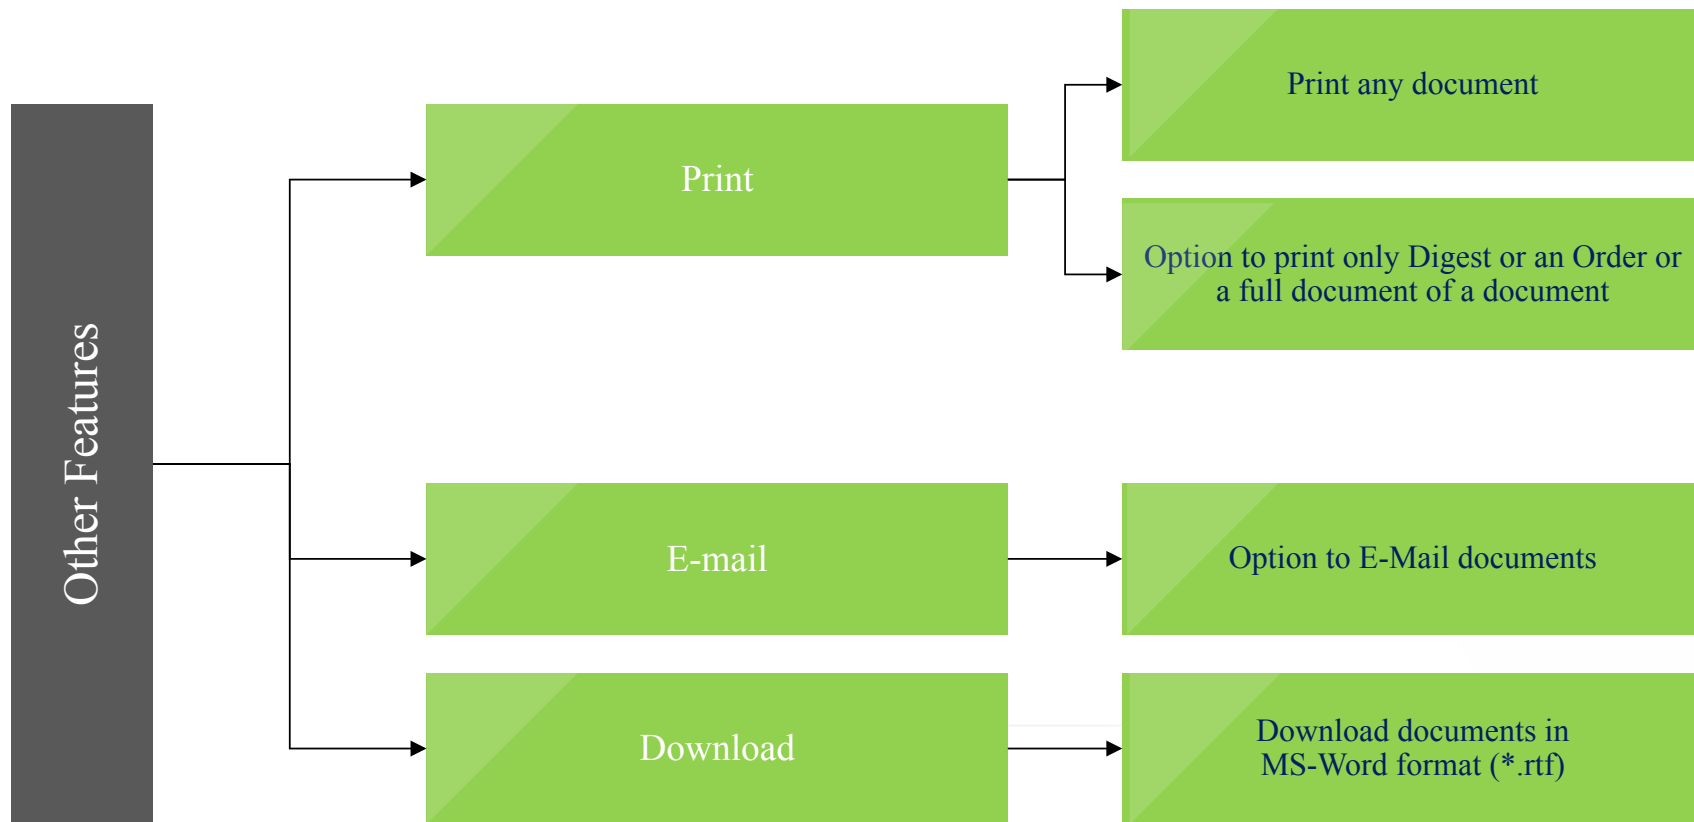 Other Features
Print
Print any document
Option to print only Digest or an Order or
a full document of a document
E-mail
Option to E-Mail documents
Download
Download documents in
MS-Word format (*.rtf)